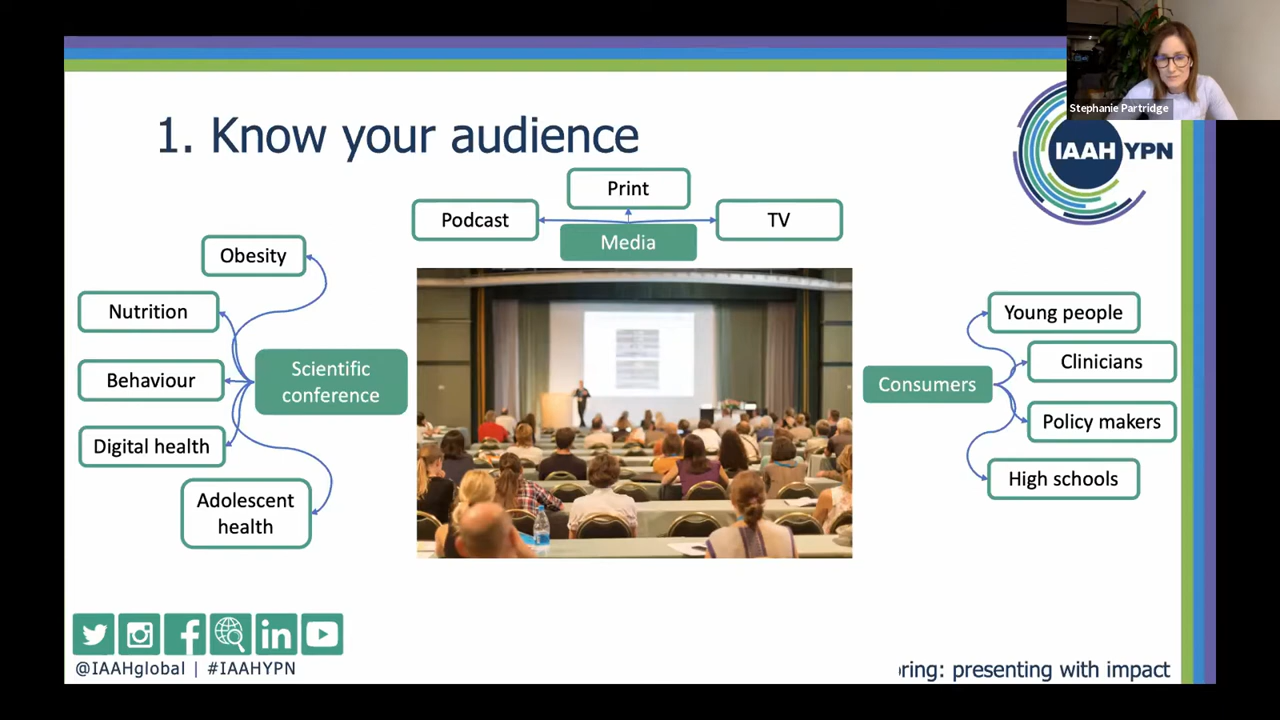 Stephanie Partridge
1. Know your audience
IAAH YPN
Print
Podcast
TV
Media
Obesity
Nutrition
Behaviour
Digital health
Adolescent
health
Scientific
conference
Consumers
Young people
Clinicians
Policy makers
High schools
@IAAHglobal | #IAAHYPN
presenting with impact